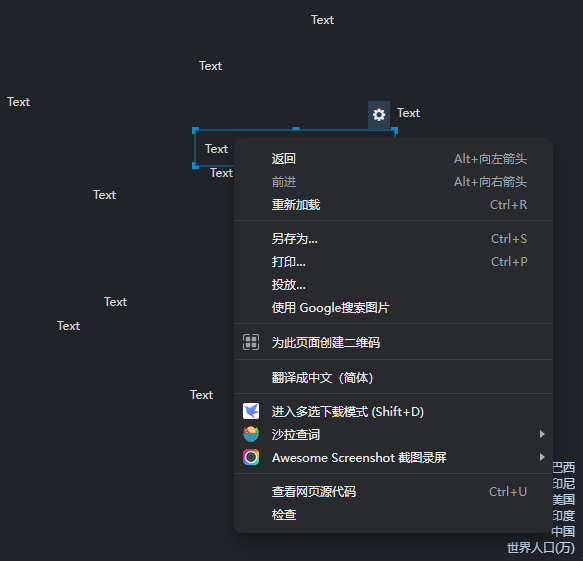 Text
Text
Text
Text
Text
Text
Text
Text
Text
Text
返回 Alt+向左箭头
前进 Alt+向右箭头
重新加载 Ctrl+R
另存为... Ctrl+S
打印... Ctrl+P
投放...
使用 Google搜索图片
为此页面创建二维码
翻译成中文（简体）
进入多选下载模式 (Shift+D)
沙拉查词
Awesome Screenshot 截图录屏
查看网页源代码 Ctrl+U
检查
巴西
印尼
美国
印度
中国
世界人口(万)